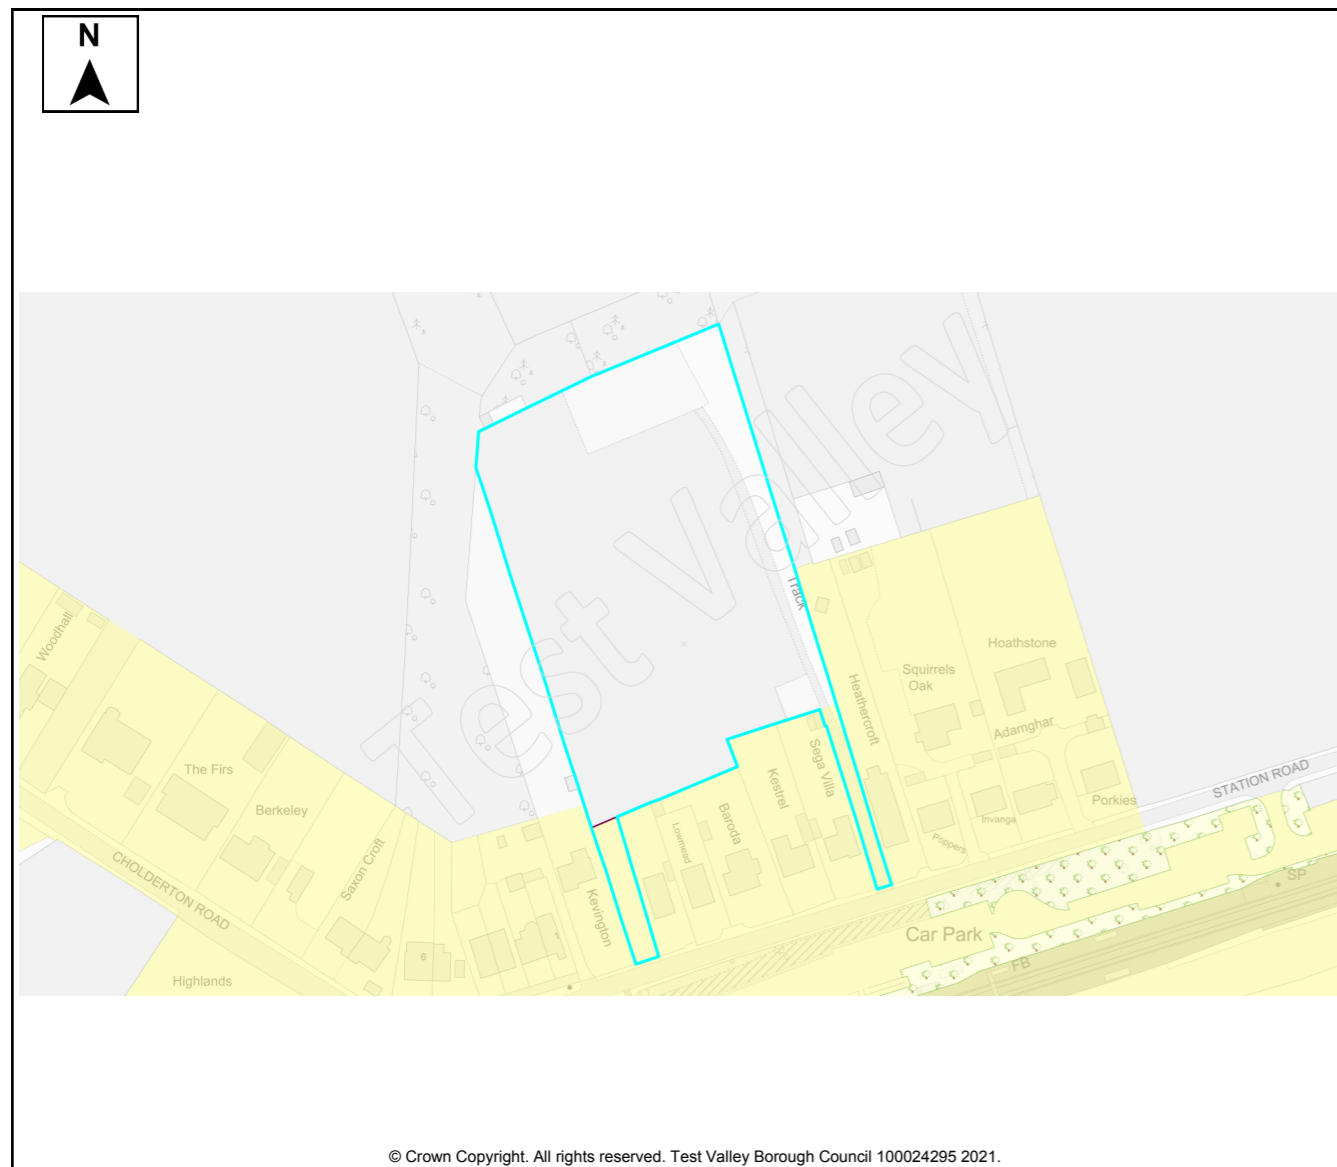 N
Test Valley
Track
Woodhall
The Firs
Berkeley
Saxon Croft
CHOLDERTON ROAD
Highlands
6
1
Kevington
Lowmead
Baroda
Kestrel
Sega Villa
Heathercroft
Squirrels
Oak
Hoathstone
Adamghar
Invanga
Poppers
Porkies
STATION ROAD
Car Park
SP
FB
© Crown Copyright. All rights reserved. Test Valley Borough Council 100024295 2021.